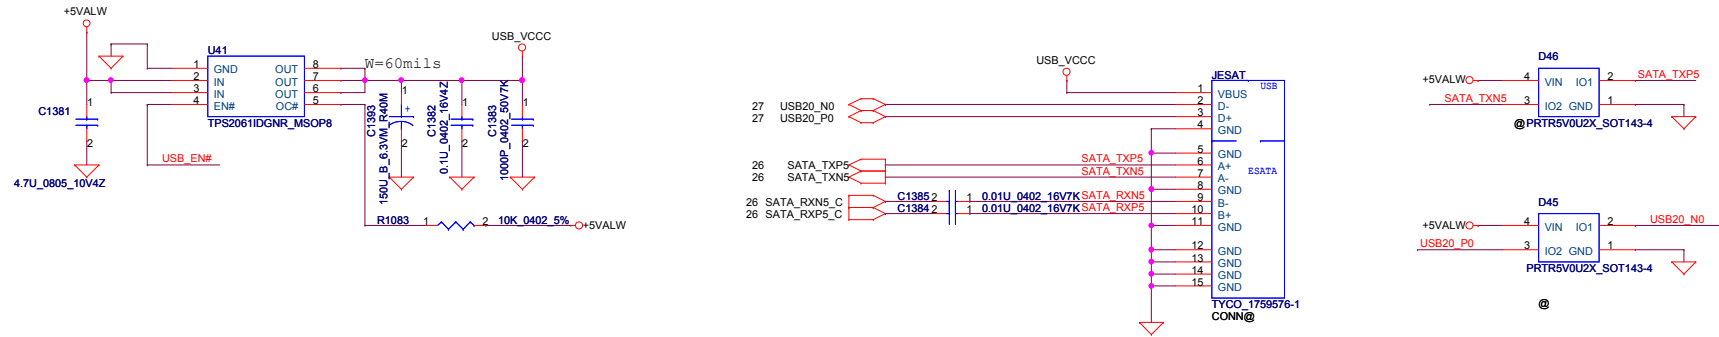 +5VALW
U41
1 GND OUT 8
2 IN OUT 7
3 IN OUT 6
4 EN# OC# 5
TPS2061IDGNR_MSOP8
W=60mils
USB_VCCC
C1381
1
2
4.7U_0805_10V4Z
USB_EN#
C1393
150U_B_6.3VM_R40M
1
+
2
C1382
0.1U_0402_16V4Z
1
2
C1383
1000P_0402_50V7K
1
2
R1083 1 2 10K_0402_5% +5VALW
USB_VCCC
JESAT
USB
1 VBUS
27 USB20_N0 2 D-
27 USB20_P0 3 D+
4 GND
5 GND
ESATA
26 SATA_TXP5 SATA_TXP5 6 A+
26 SATA_TXN5 SATA_TXN5 7 A-
8 GND
26 SATA_RXN5_C C1385 2 1 0.01U_0402_16V7K SATA_RXN5 9 B-
26 SATA_RXP5_C C1384 2 1 0.01U_0402_16V7K SATA_RXP5 10 B+
11 GND
12 GND
13 GND
14 GND
15 GND
TYCO_1759576-1
CONN@
D46
+5VALW 4 VIN IO1 2 SATA_TXP5
SATA_TXN5 3 IO2 GND 1
@ PRTR5V0U2X_SOT143-4
D45
+5VALW 4 VIN IO1 2 USB20_N0
USB20_P0 3 IO2 GND 1
PRTR5V0U2X_SOT143-4
@